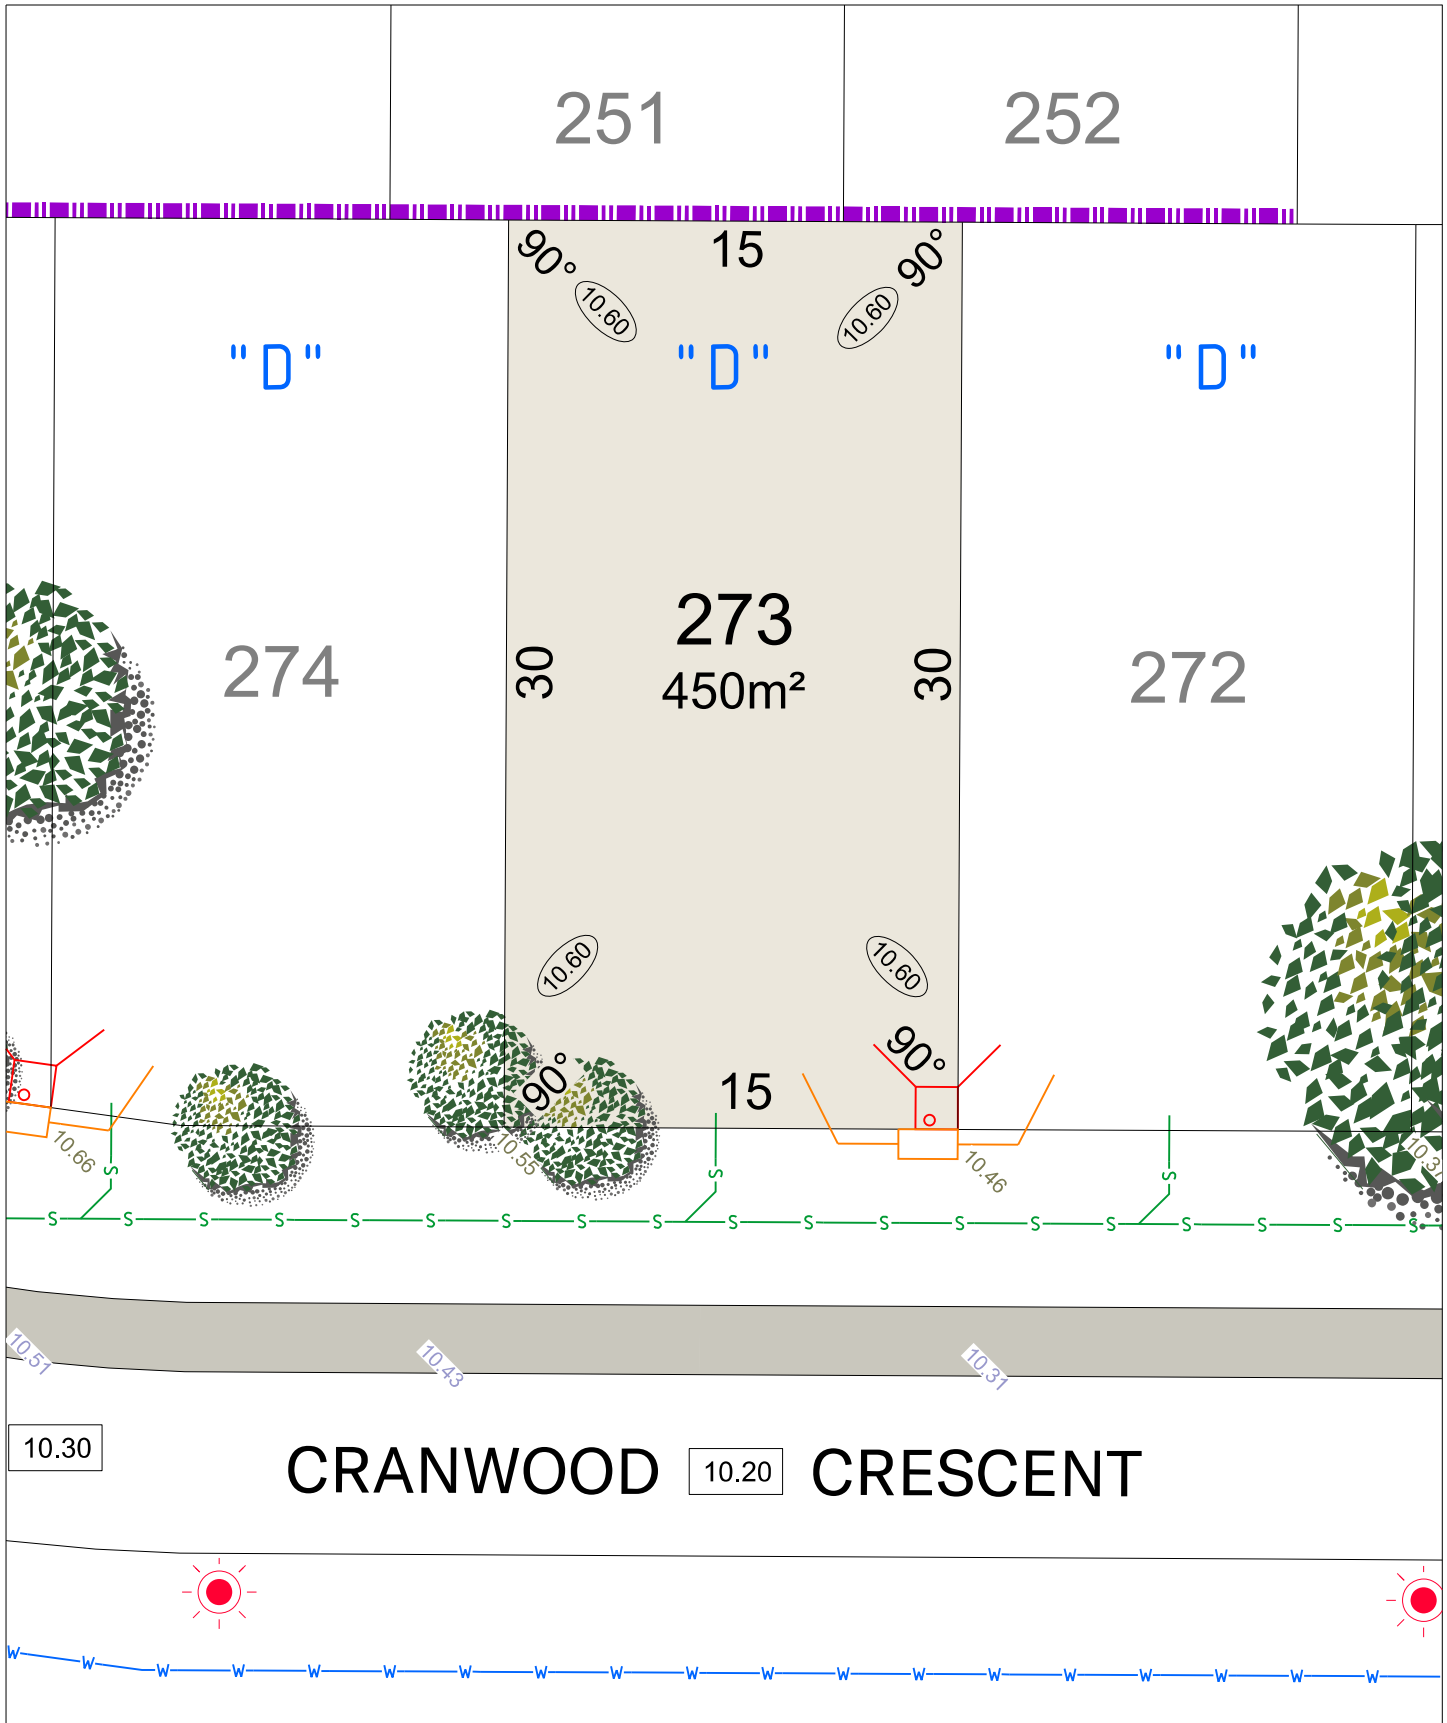 251 252
90° 15 90°
10.60 10.60
"D" "D" "D"
273
274 30 450m² 30 272
10.60 10.60
90° 90°
15
10.66 10.55 10.46 10.37
S S S
S S S S S S S S S S S S S S S S S S S
10.51 10.43 10.31
10.30 CRANWOOD 10.20 CRESCENT
W W W W W W W W W W W W W W W W W W W